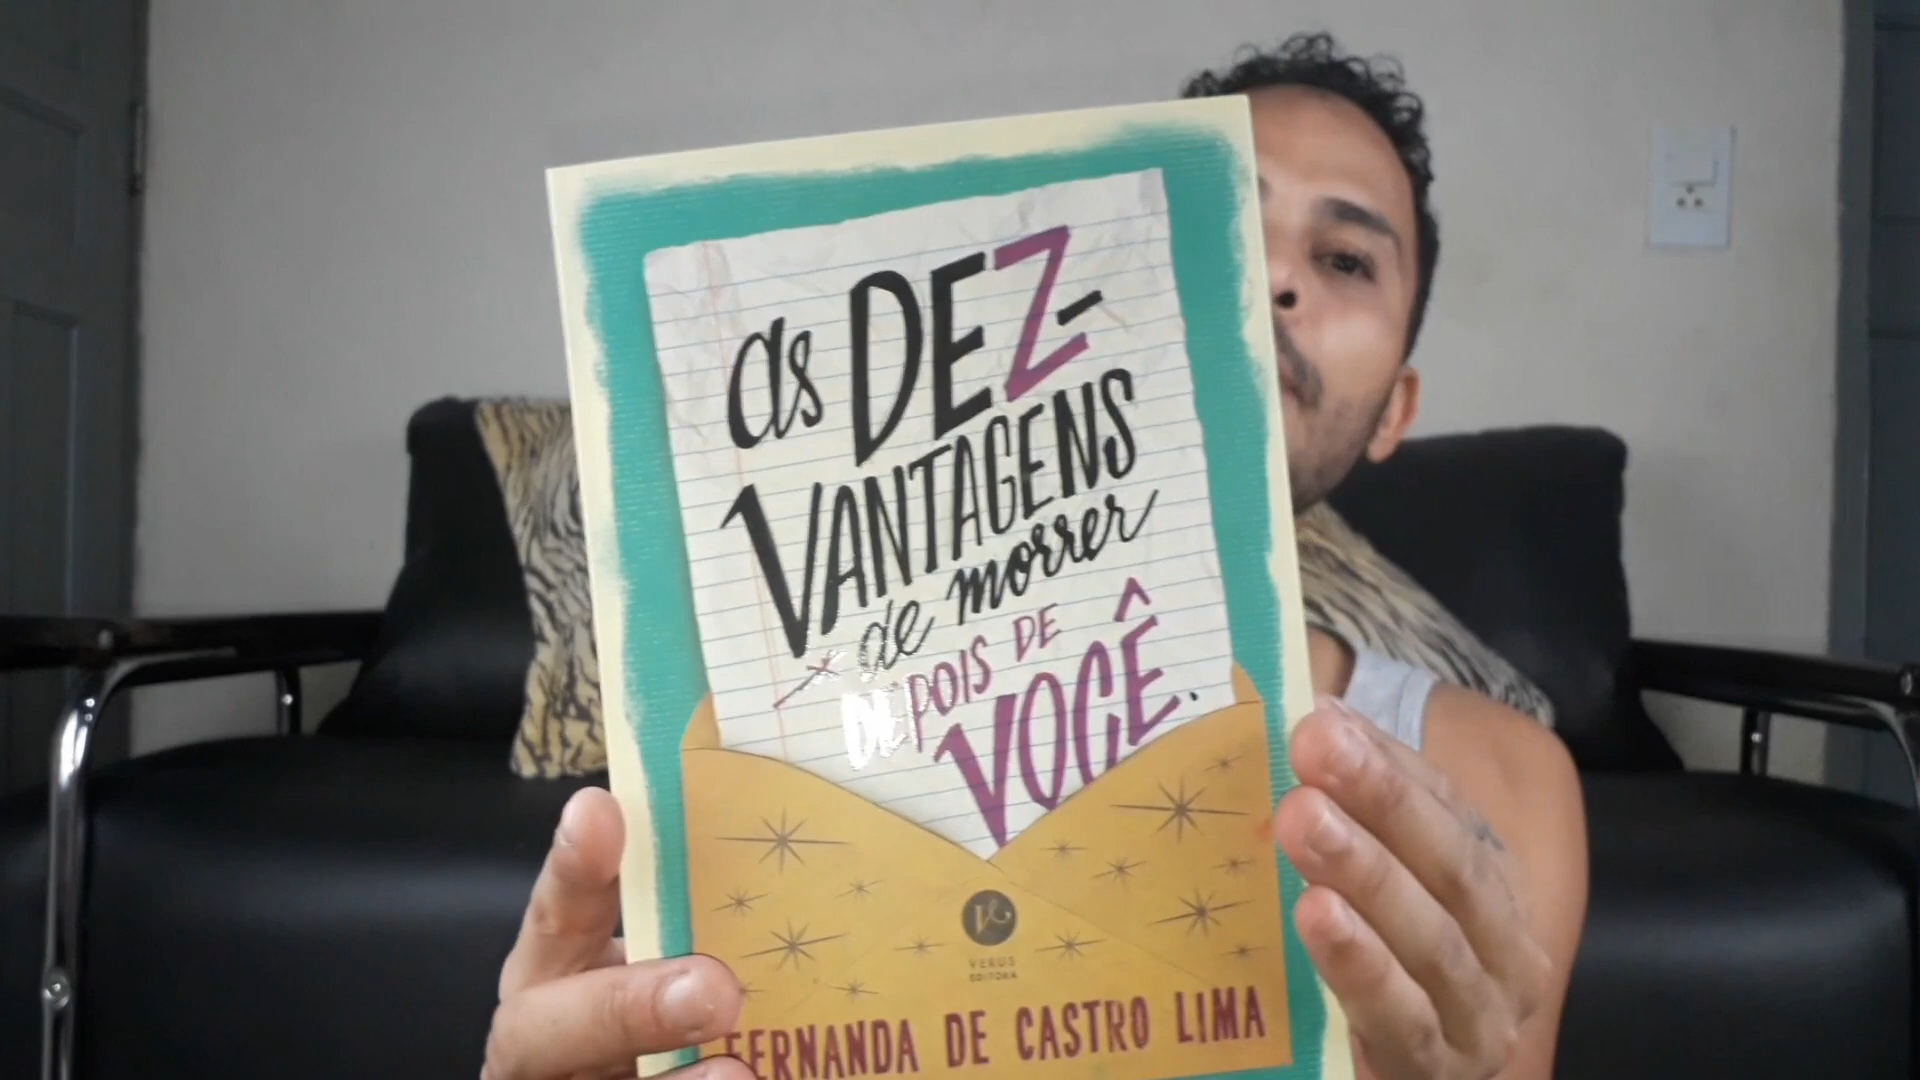 as DEZ-
VANTAGENS
de morrer
DEPOIS DE
VOCÊ.
VERUS
EDITORA
FERNANDA DE CASTRO LIMA